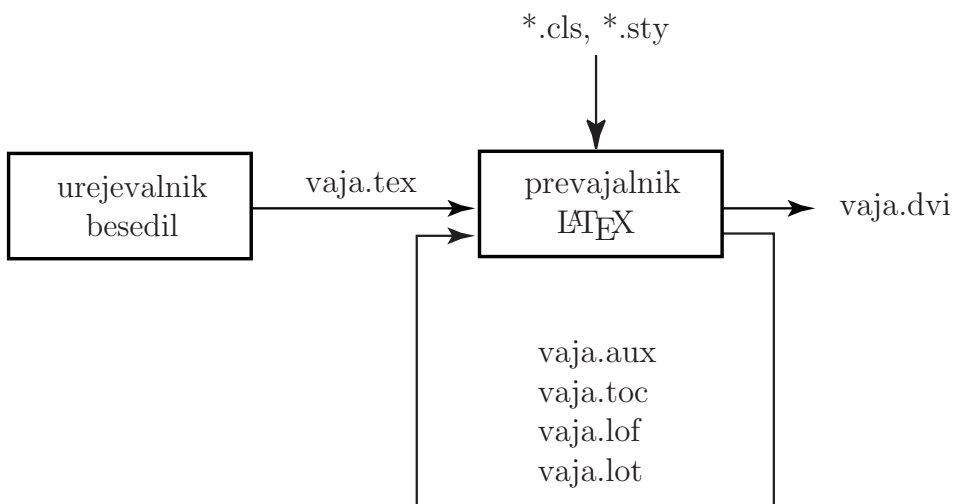 *.cls, *.sty
urejevalnik
besedil
vaja.tex
prevajalnik
LATEX
vaja.dvi
vaja.aux
vaja.toc
vaja.lof
vaja.lot